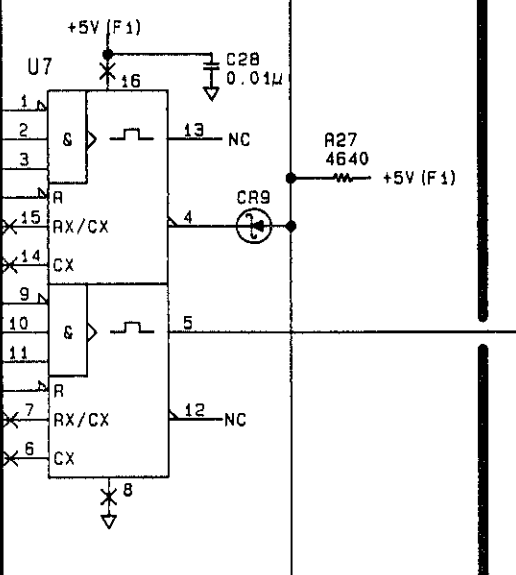 +5V (F1)
C28
0.01μ
U7
16
1
2
3
&
13 NC
R
15 RX/CX
14 CX
4
CR9
R27
4640
+5V (F1)
9
10
11
&
5
R
7 RX/CX
6 CX
12 NC
8